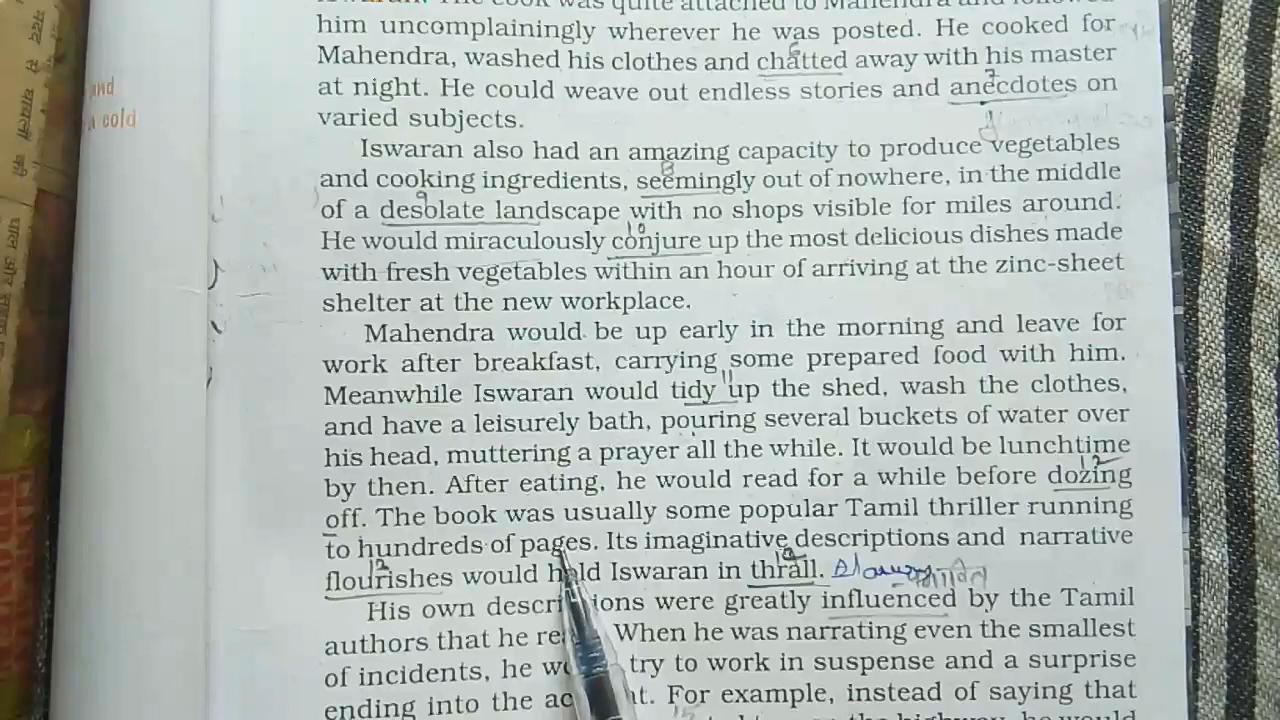 him uncomplainingly wherever he was posted. He cooked for
Mahendra, washed his clothes and chatted away with his master
at night. He could weave out endless stories and anecdotes on
varied subjects.
Iswaran also had an amazing capacity to produce vegetables
and cooking ingredients, seemingly out of nowhere, in the middle
of a desolate landscape with no shops visible for miles around.
He would miraculously conjure up the most delicious dishes made
with fresh vegetables within an hour of arriving at the zinc-sheet
shelter at the new workplace.
Mahendra would be up early in the morning and leave for
work after breakfast, carrying some prepared food with him.
Meanwhile Iswaran would tidy up the shed, wash the clothes,
and have a leisurely bath, pouring several buckets of water over
his head, muttering a prayer all the while. It would be lunchtime
by then. After eating, he would read for a while before dozing
off. The book was usually some popular Tamil thriller running
to hundreds of pages. Its imaginative descriptions and narrative
flourishes would hold Iswaran in thrall.
His own were greatly influenced by the Tamil
authors that he When he was narrating even the smallest
of incidents, he try to work in suspense and a surprise
ending into the For example, instead of saying that
and
a cold